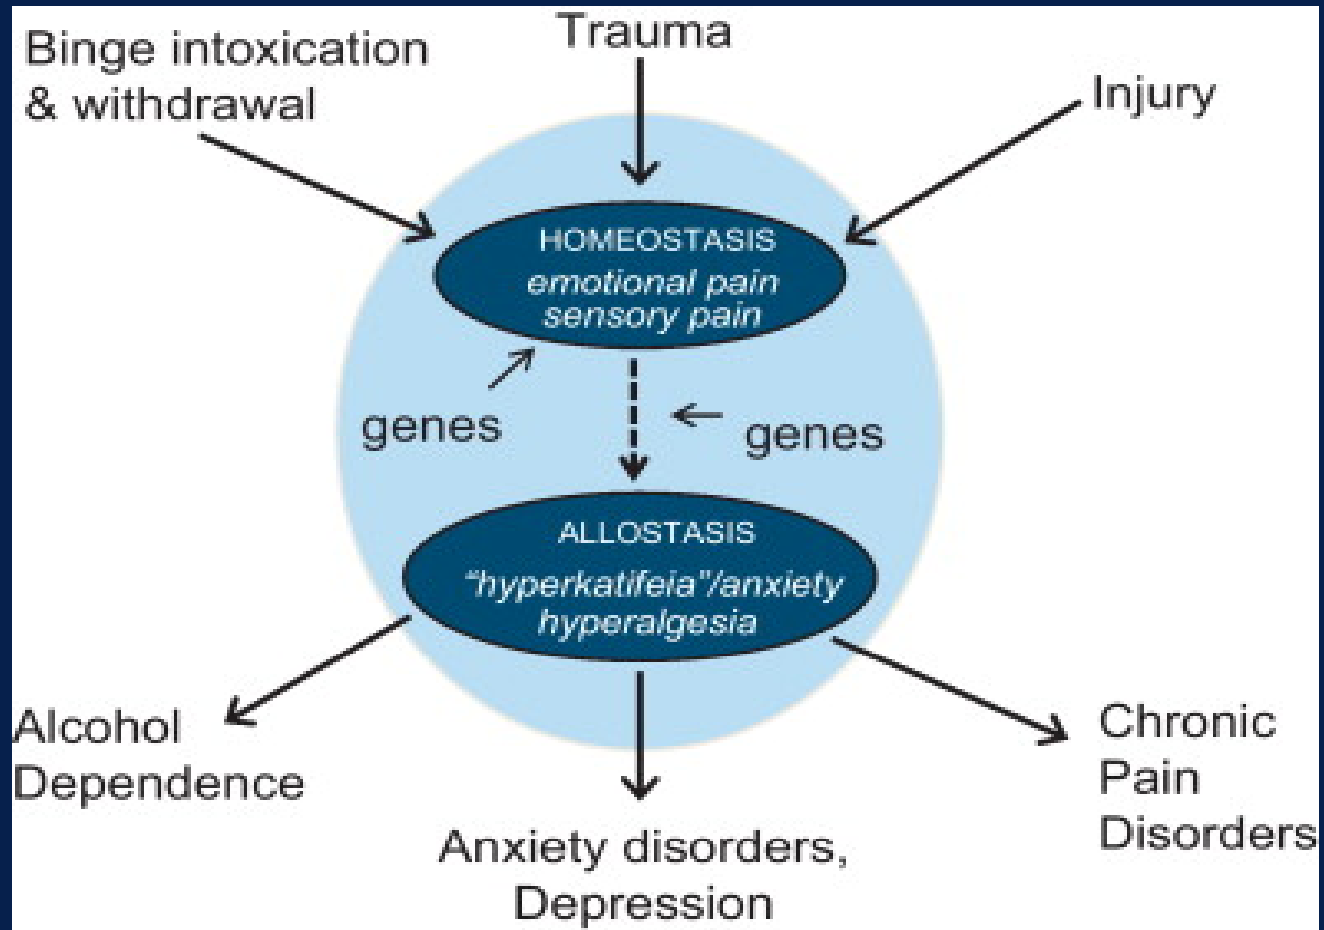 Trauma
Binge intoxication
& withdrawal
Injury
HOMEOSTASIS
emotional pain
sensory pain
genes
genes
ALLOSTASIS
“hyperkatifeia”/anxiety
hyperalgesia
Alcohol
Dependence
Chronic
Pain
Disorders
Anxiety disorders,
Depression